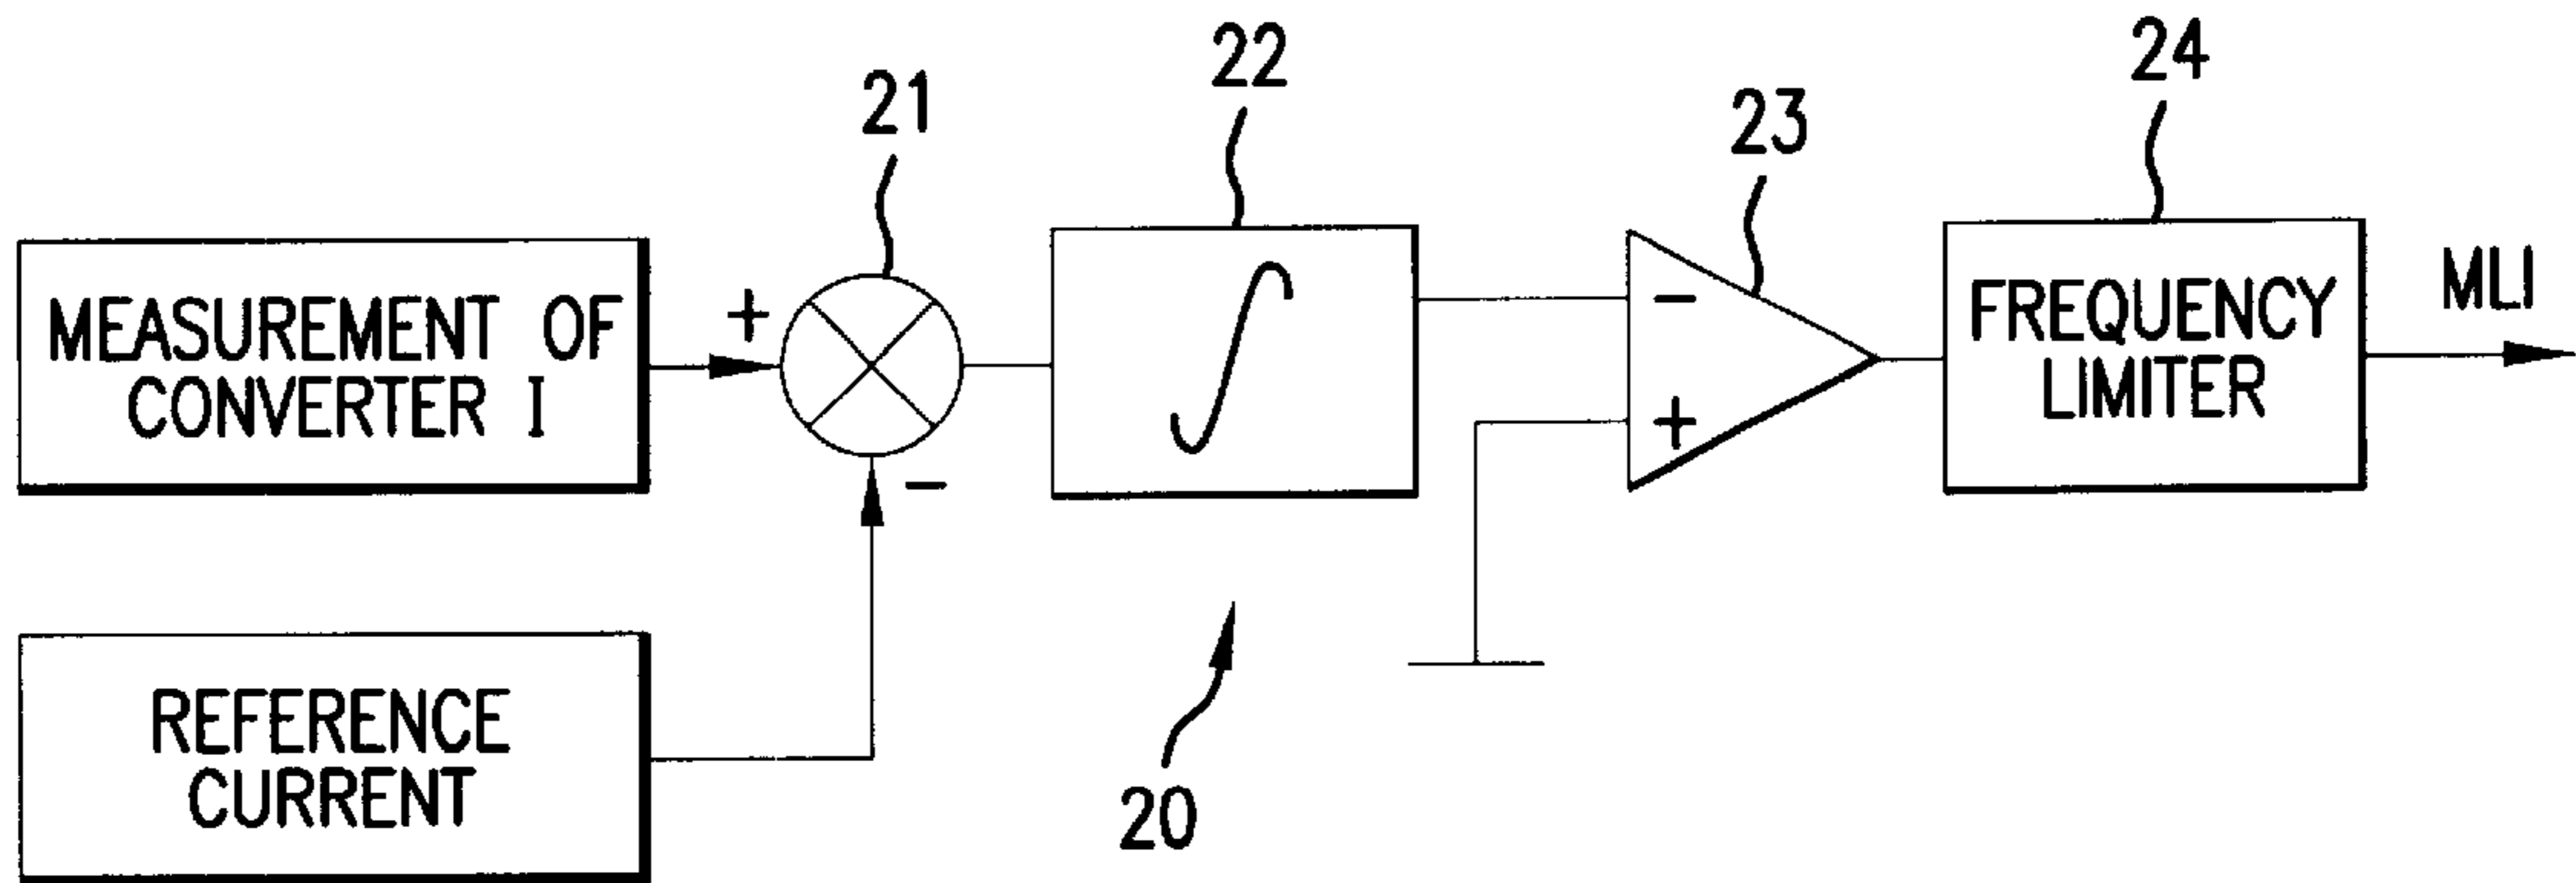 21
22
23
24
MEASUREMENT OF
CONVERTER I
+
-
-
+
FREQUENCY
LIMITER
MLI
REFERENCE
CURRENT
20